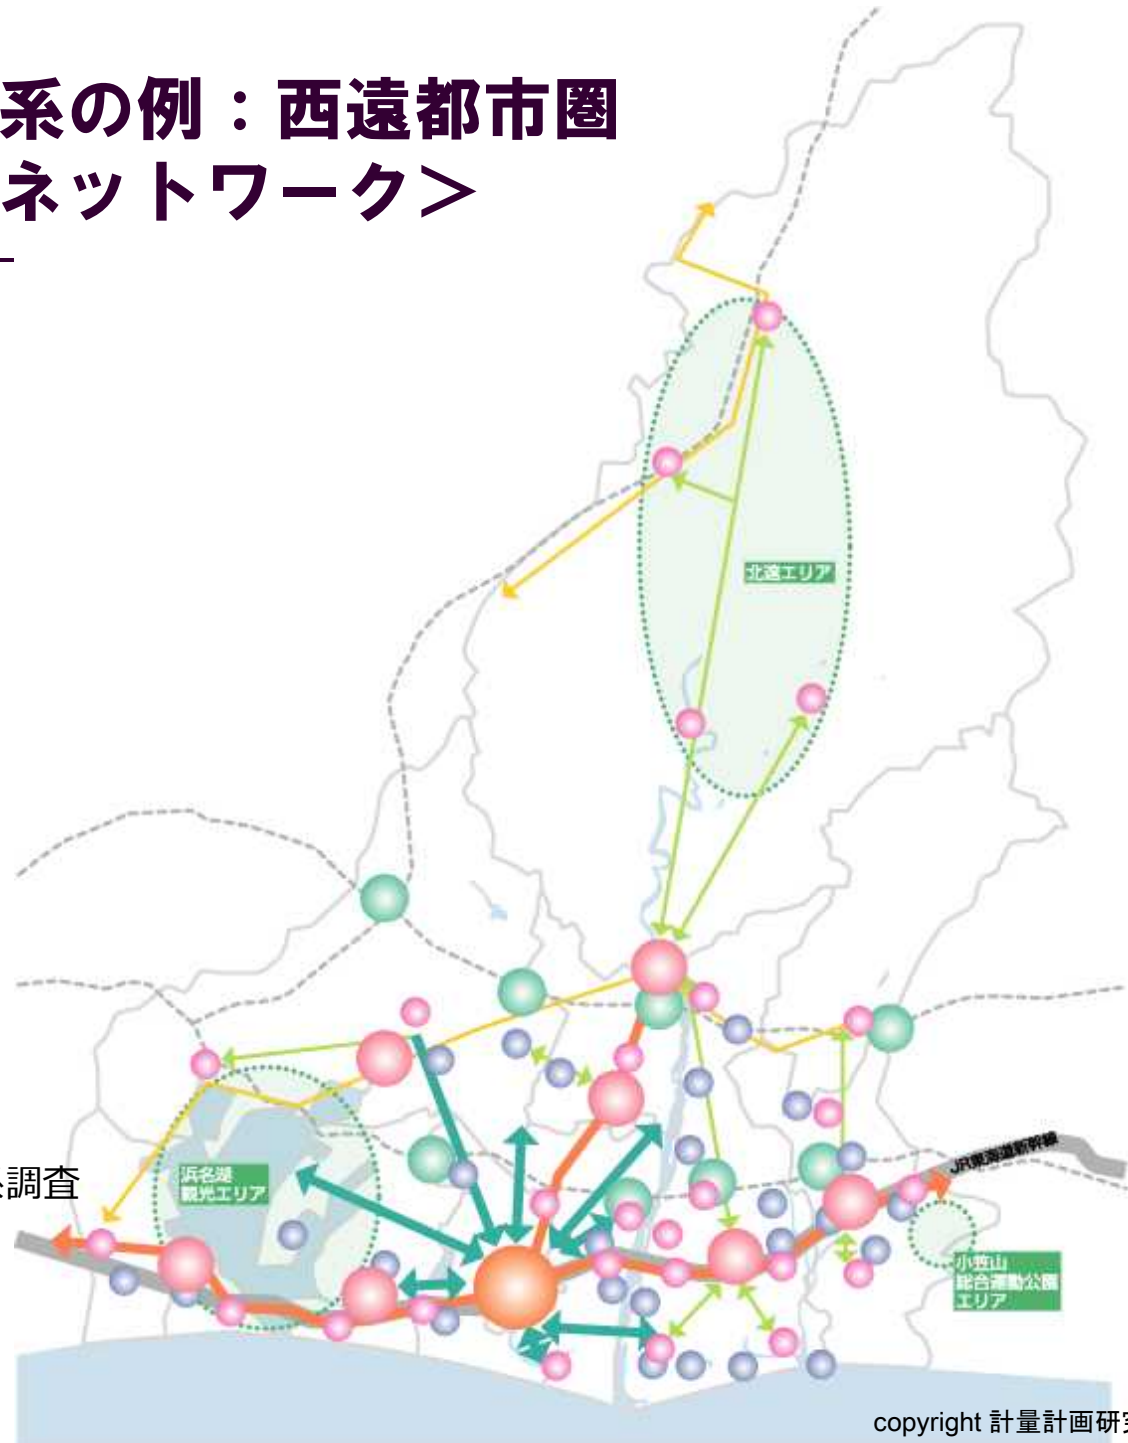 系の例：西遠都市圏
ネットワーク＞
北遠エリア
調査
浜名湖
観光エリア
JR東海道新幹線
小笠山
総合運動公園
エリア
copyright 計量計画研究